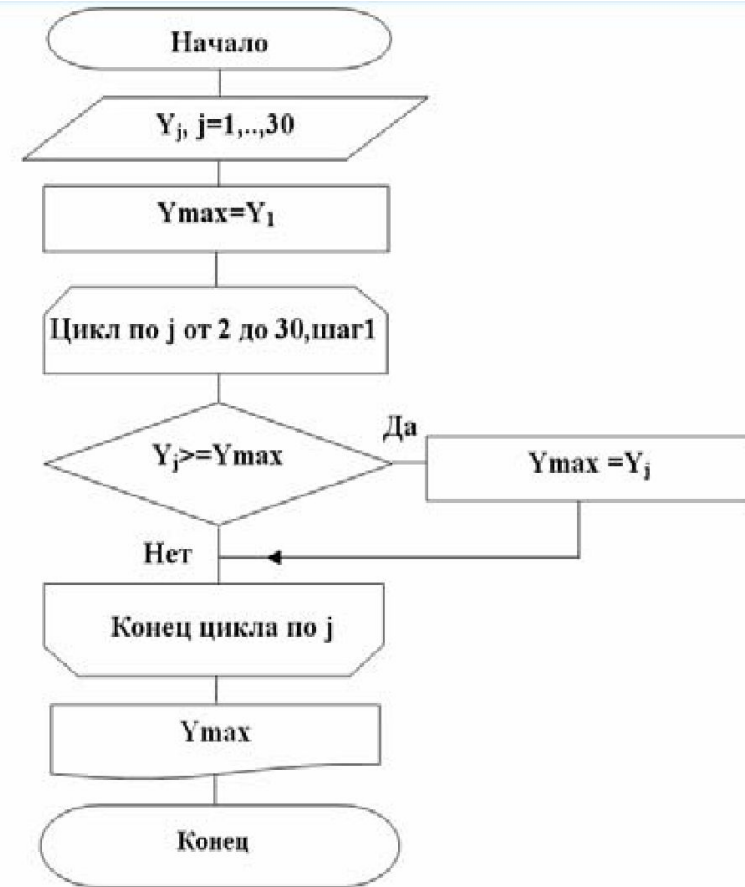 Начало
Yj, j=1,..,30
Ymax=Y1
Цикл по j от 2 до 30,шаг1
Yj>=Ymax
Да
Ymax =Yj
Нет
Конец цикла по j
Ymax
Конец